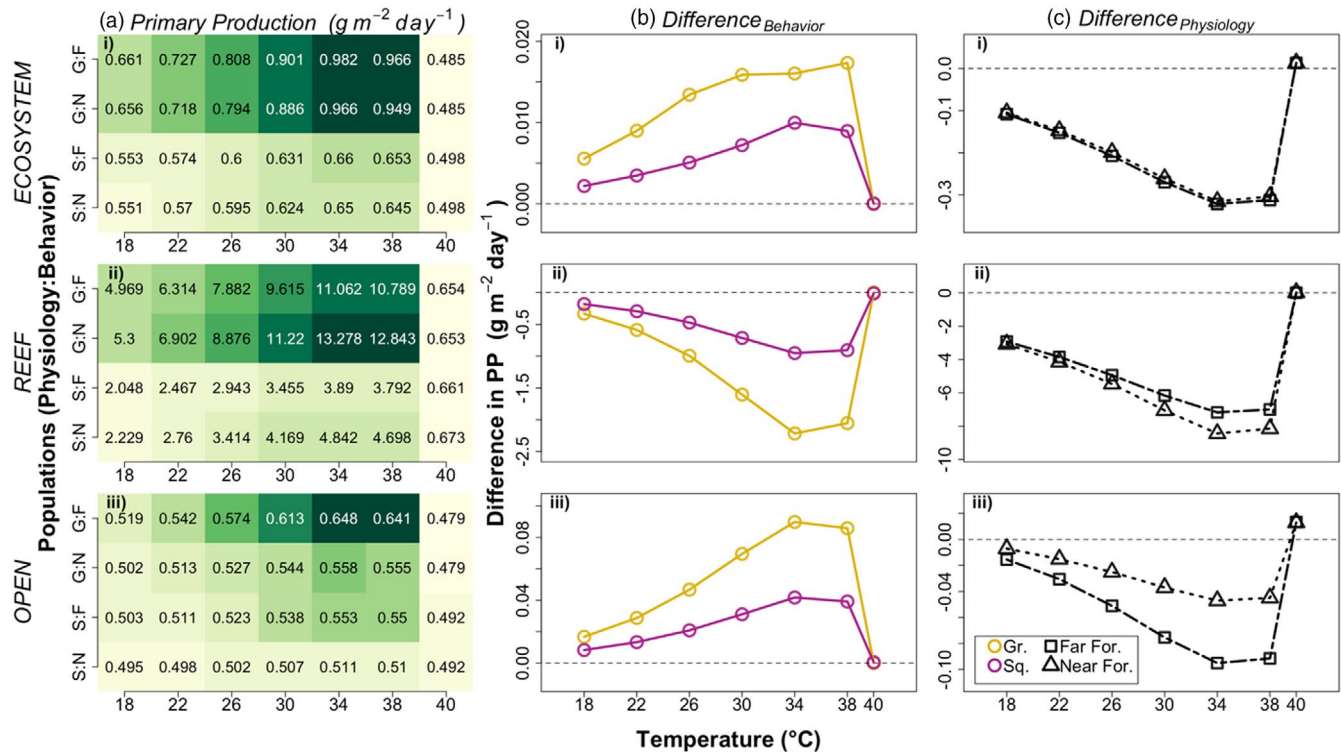 (a) Primary Production (g m⁻² day⁻¹)
(b) Difference_Behavior
(c) Difference_Physiology
Populations (Physiology:Behavior)
ECOSYSTEM
i)
G:F 0.661 0.727 0.808 0.901 0.982 0.966 0.485
G:N 0.656 0.718 0.794 0.886 0.966 0.949 0.485
S:F 0.553 0.574 0.6 0.631 0.66 0.653 0.498
S:N 0.551 0.57 0.595 0.624 0.65 0.645 0.498
18 22 26 30 34 38 40
REEF
ii)
G:F 4.969 6.314 7.882 9.615 11.062 10.789 0.654
G:N 5.3 6.902 8.876 11.22 13.278 12.843 0.653
S:F 2.048 2.467 2.943 3.455 3.89 3.792 0.661
S:N 2.229 2.76 3.414 4.169 4.842 4.698 0.673
18 22 26 30 34 38 40
OPEN
iii)
G:F 0.519 0.542 0.574 0.613 0.648 0.641 0.479
G:N 0.502 0.513 0.527 0.544 0.558 0.555 0.479
S:F 0.503 0.511 0.523 0.538 0.553 0.55 0.492
S:N 0.495 0.498 0.502 0.507 0.511 0.51 0.492
18 22 26 30 34 38 40
Difference in PP (g m⁻² day⁻¹)
i)
0.020
0.010
0.000
ii)
-0.5
-1.5
-2.5
iii)
0.08
0.04
0.00
18 22 26 30 34 38 40
Temperature (°C)
i)
0.0
-0.1
-0.3
ii)
0
-2
-4
-6
-10
iii)
0.00
-0.04
-0.10
Gr. Far For.
Sq. Near For.
18 22 26 30 34 38 40